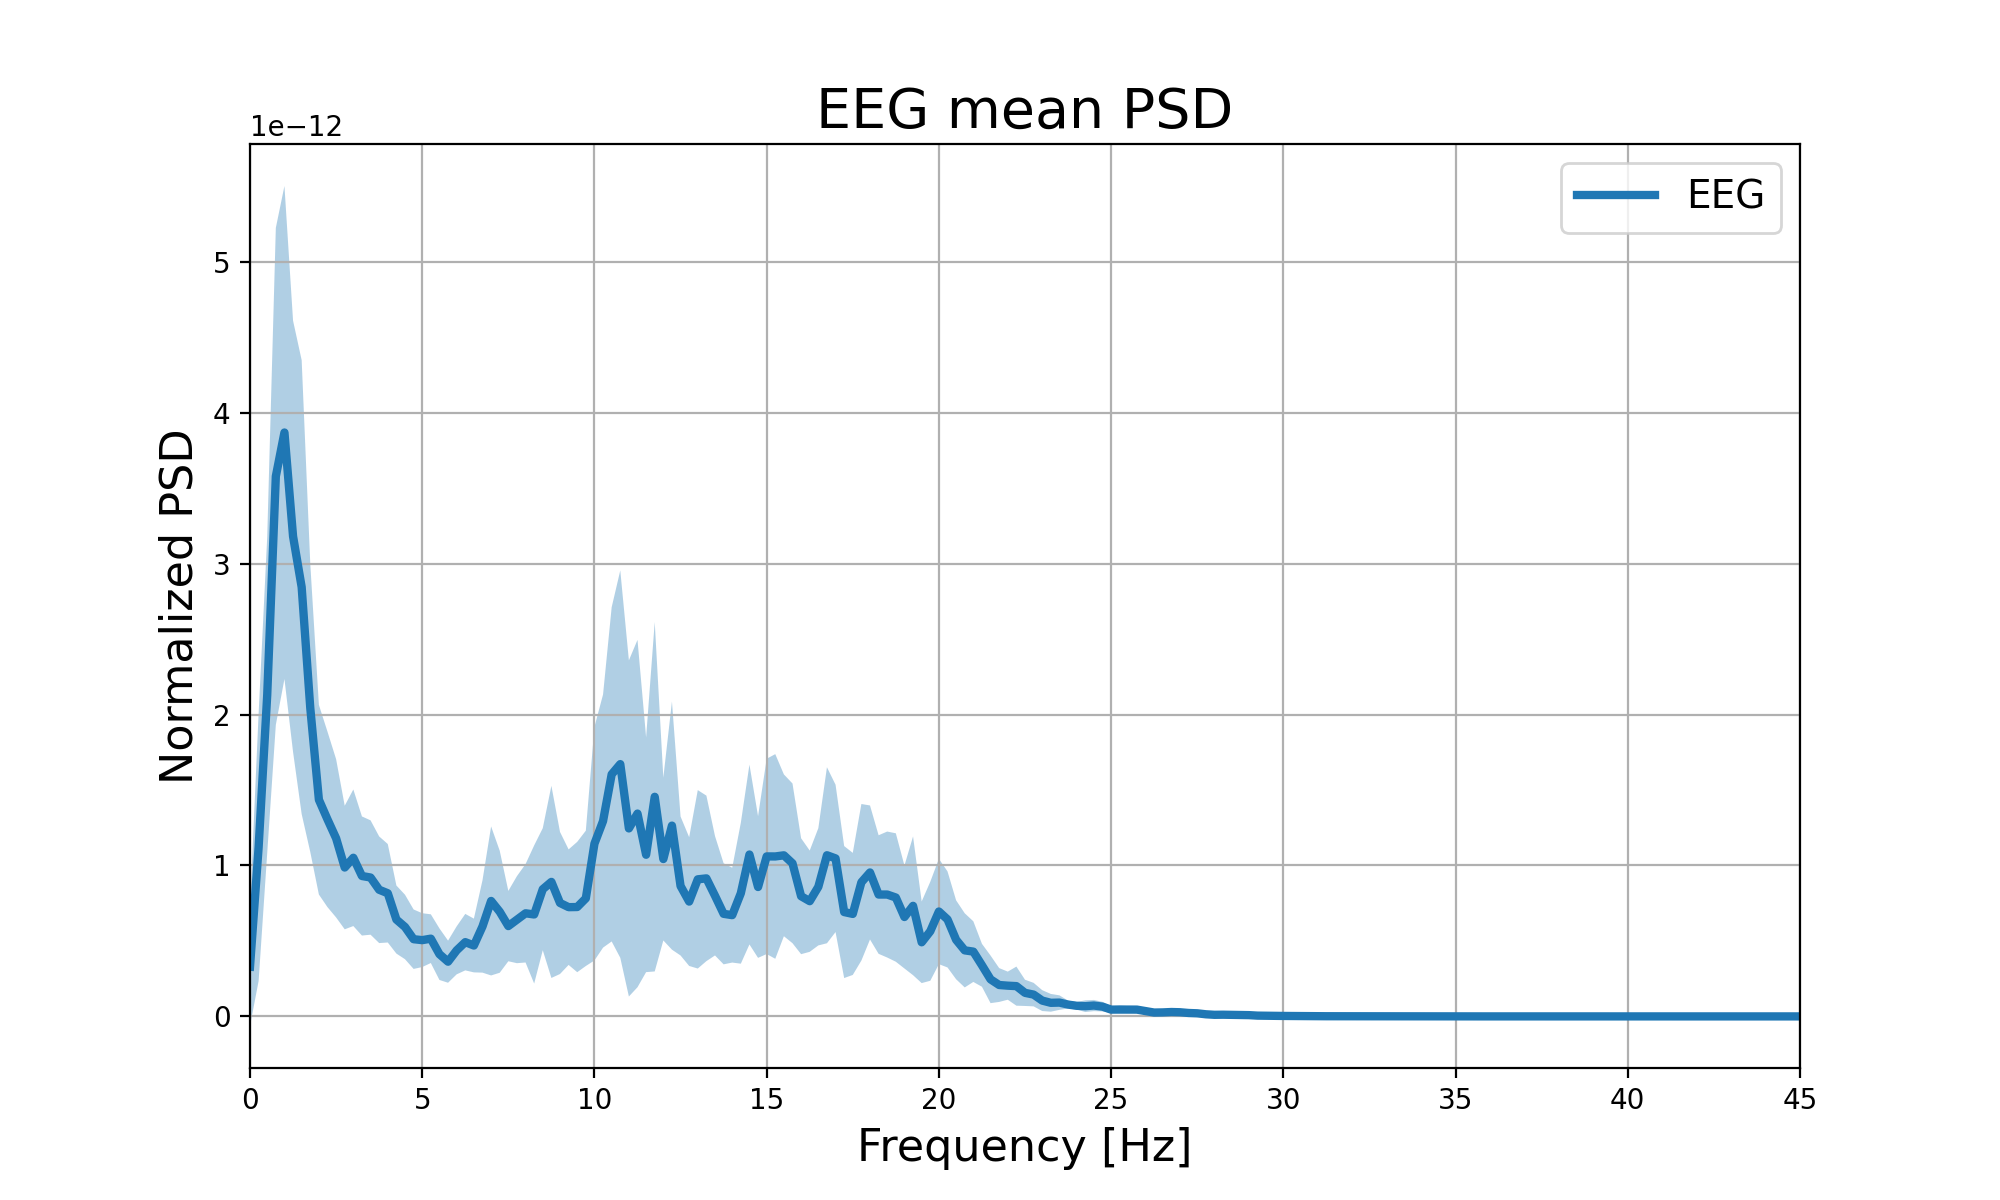 EEG mean PSD
1e−12
EEG
5
4
3
2
1
0
Normalized PSD
0 5 10 15 20 25 30 35 40 45
Frequency [Hz]